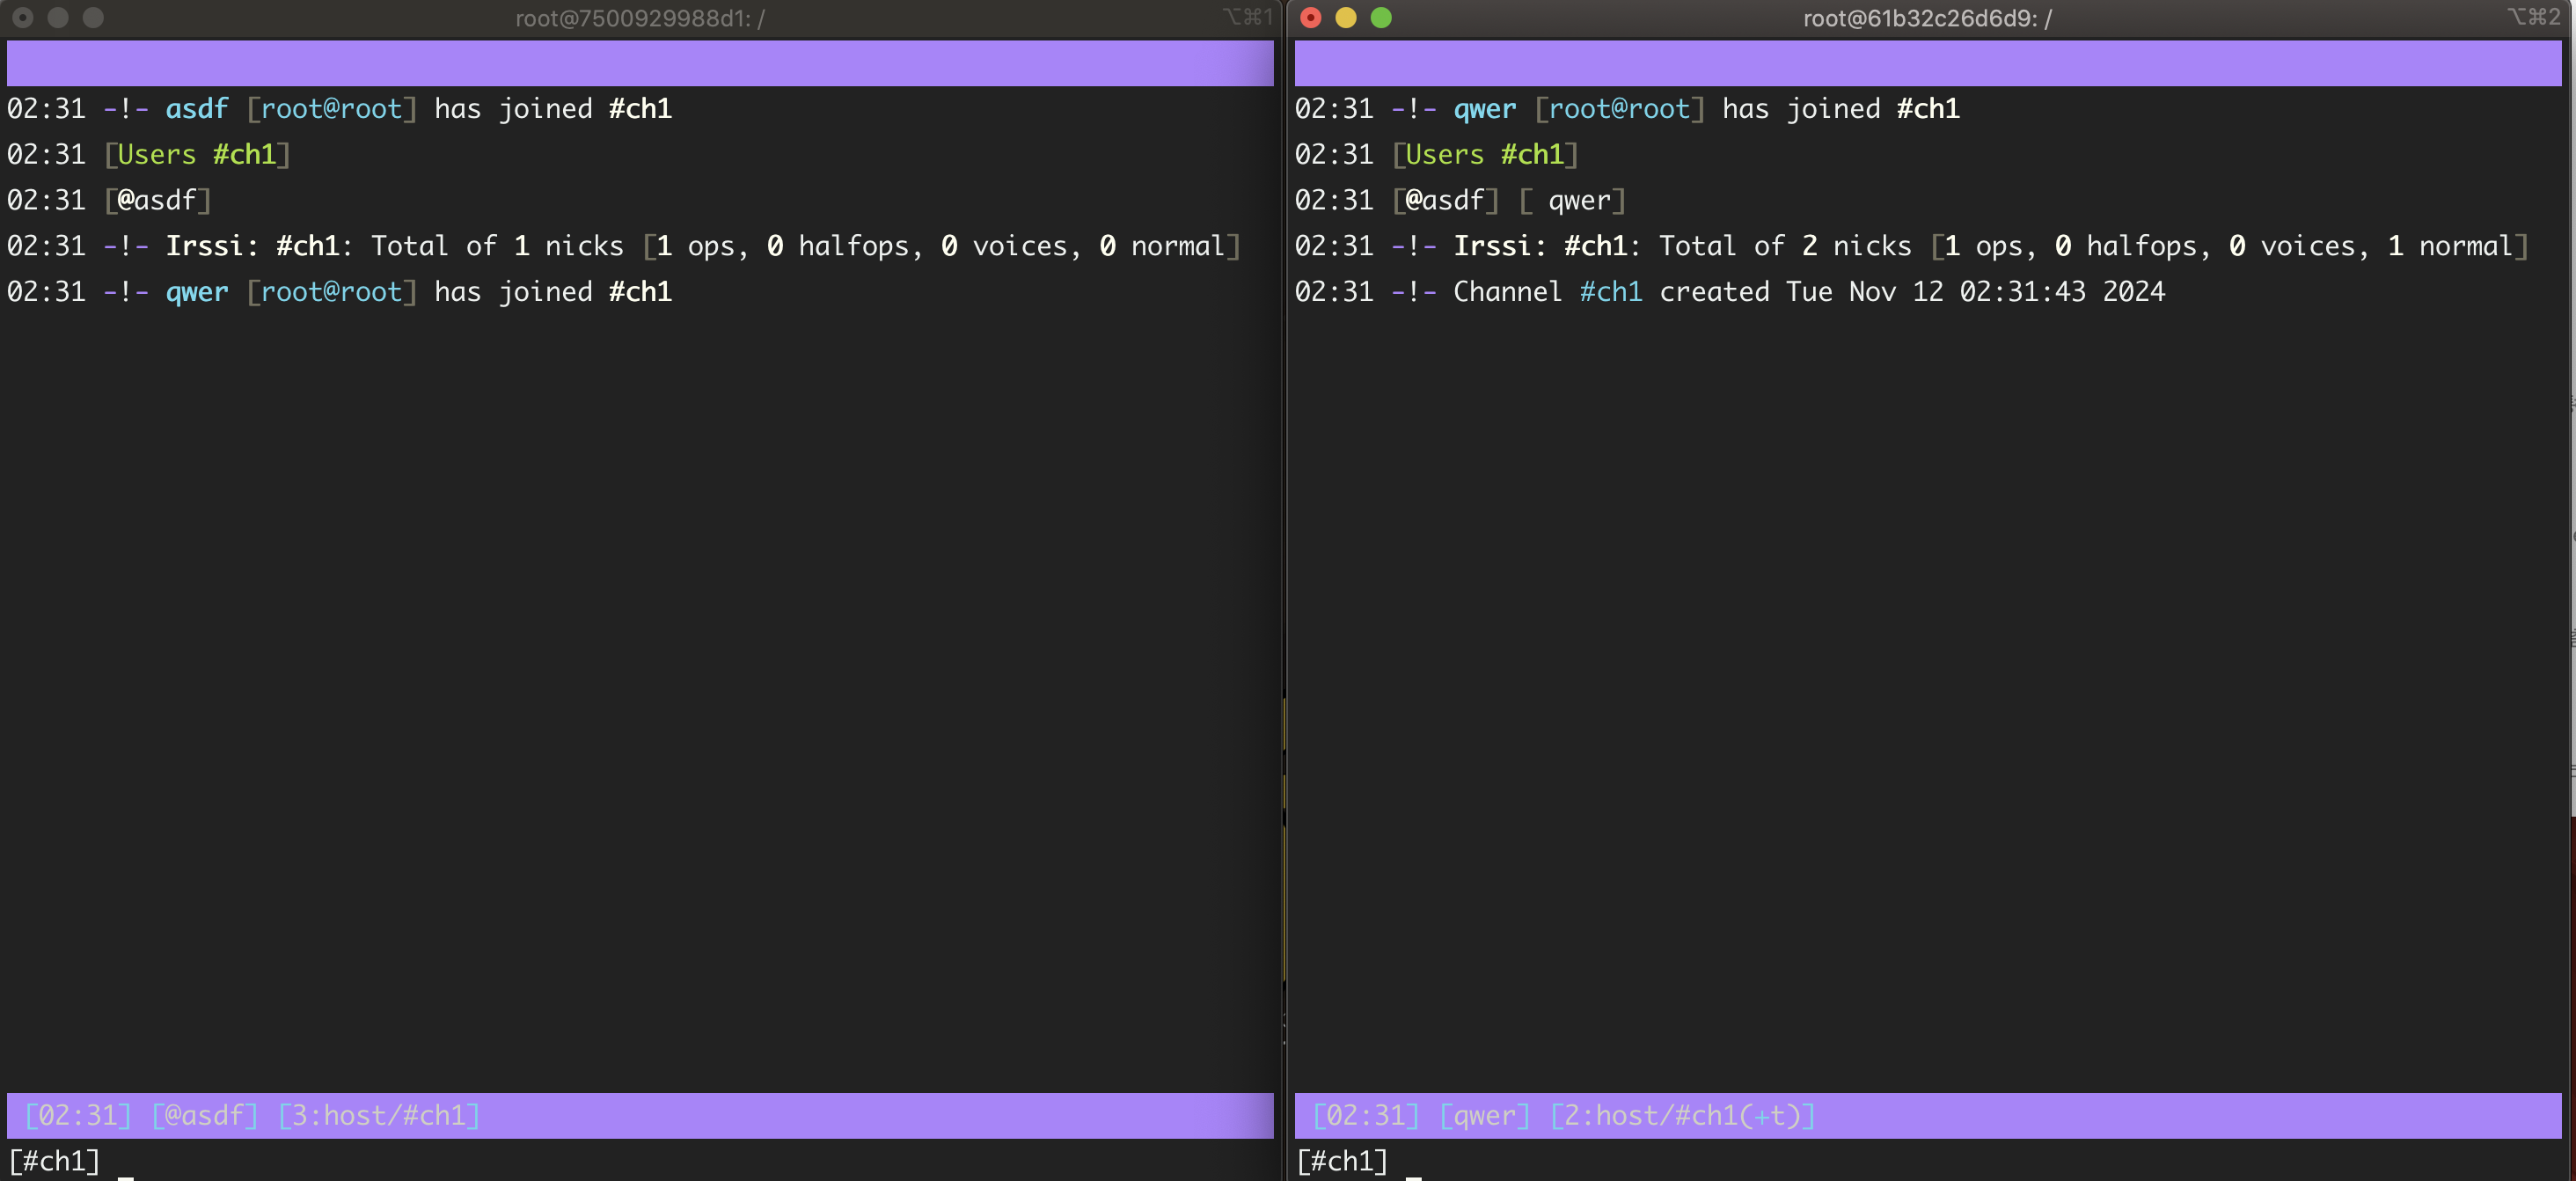 root@7500929988d1: /
⌥⌘1
02:31 -!- asdf [root@root] has joined #ch1
02:31 [Users #ch1]
02:31 [@asdf]
02:31 -!- Irssi: #ch1: Total of 1 nicks [1 ops, 0 halfops, 0 voices, 0 normal]
02:31 -!- qwer [root@root] has joined #ch1
[02:31] [@asdf] [3:host/#ch1]
[#ch1]
root@61b32c26d6d9: /
⌥⌘2
02:31 -!- qwer [root@root] has joined #ch1
02:31 [Users #ch1]
02:31 [@asdf] [ qwer]
02:31 -!- Irssi: #ch1: Total of 2 nicks [1 ops, 0 halfops, 0 voices, 1 normal]
02:31 -!- Channel #ch1 created Tue Nov 12 02:31:43 2024
[02:31] [qwer] [2:host/#ch1(+t)]
[#ch1]